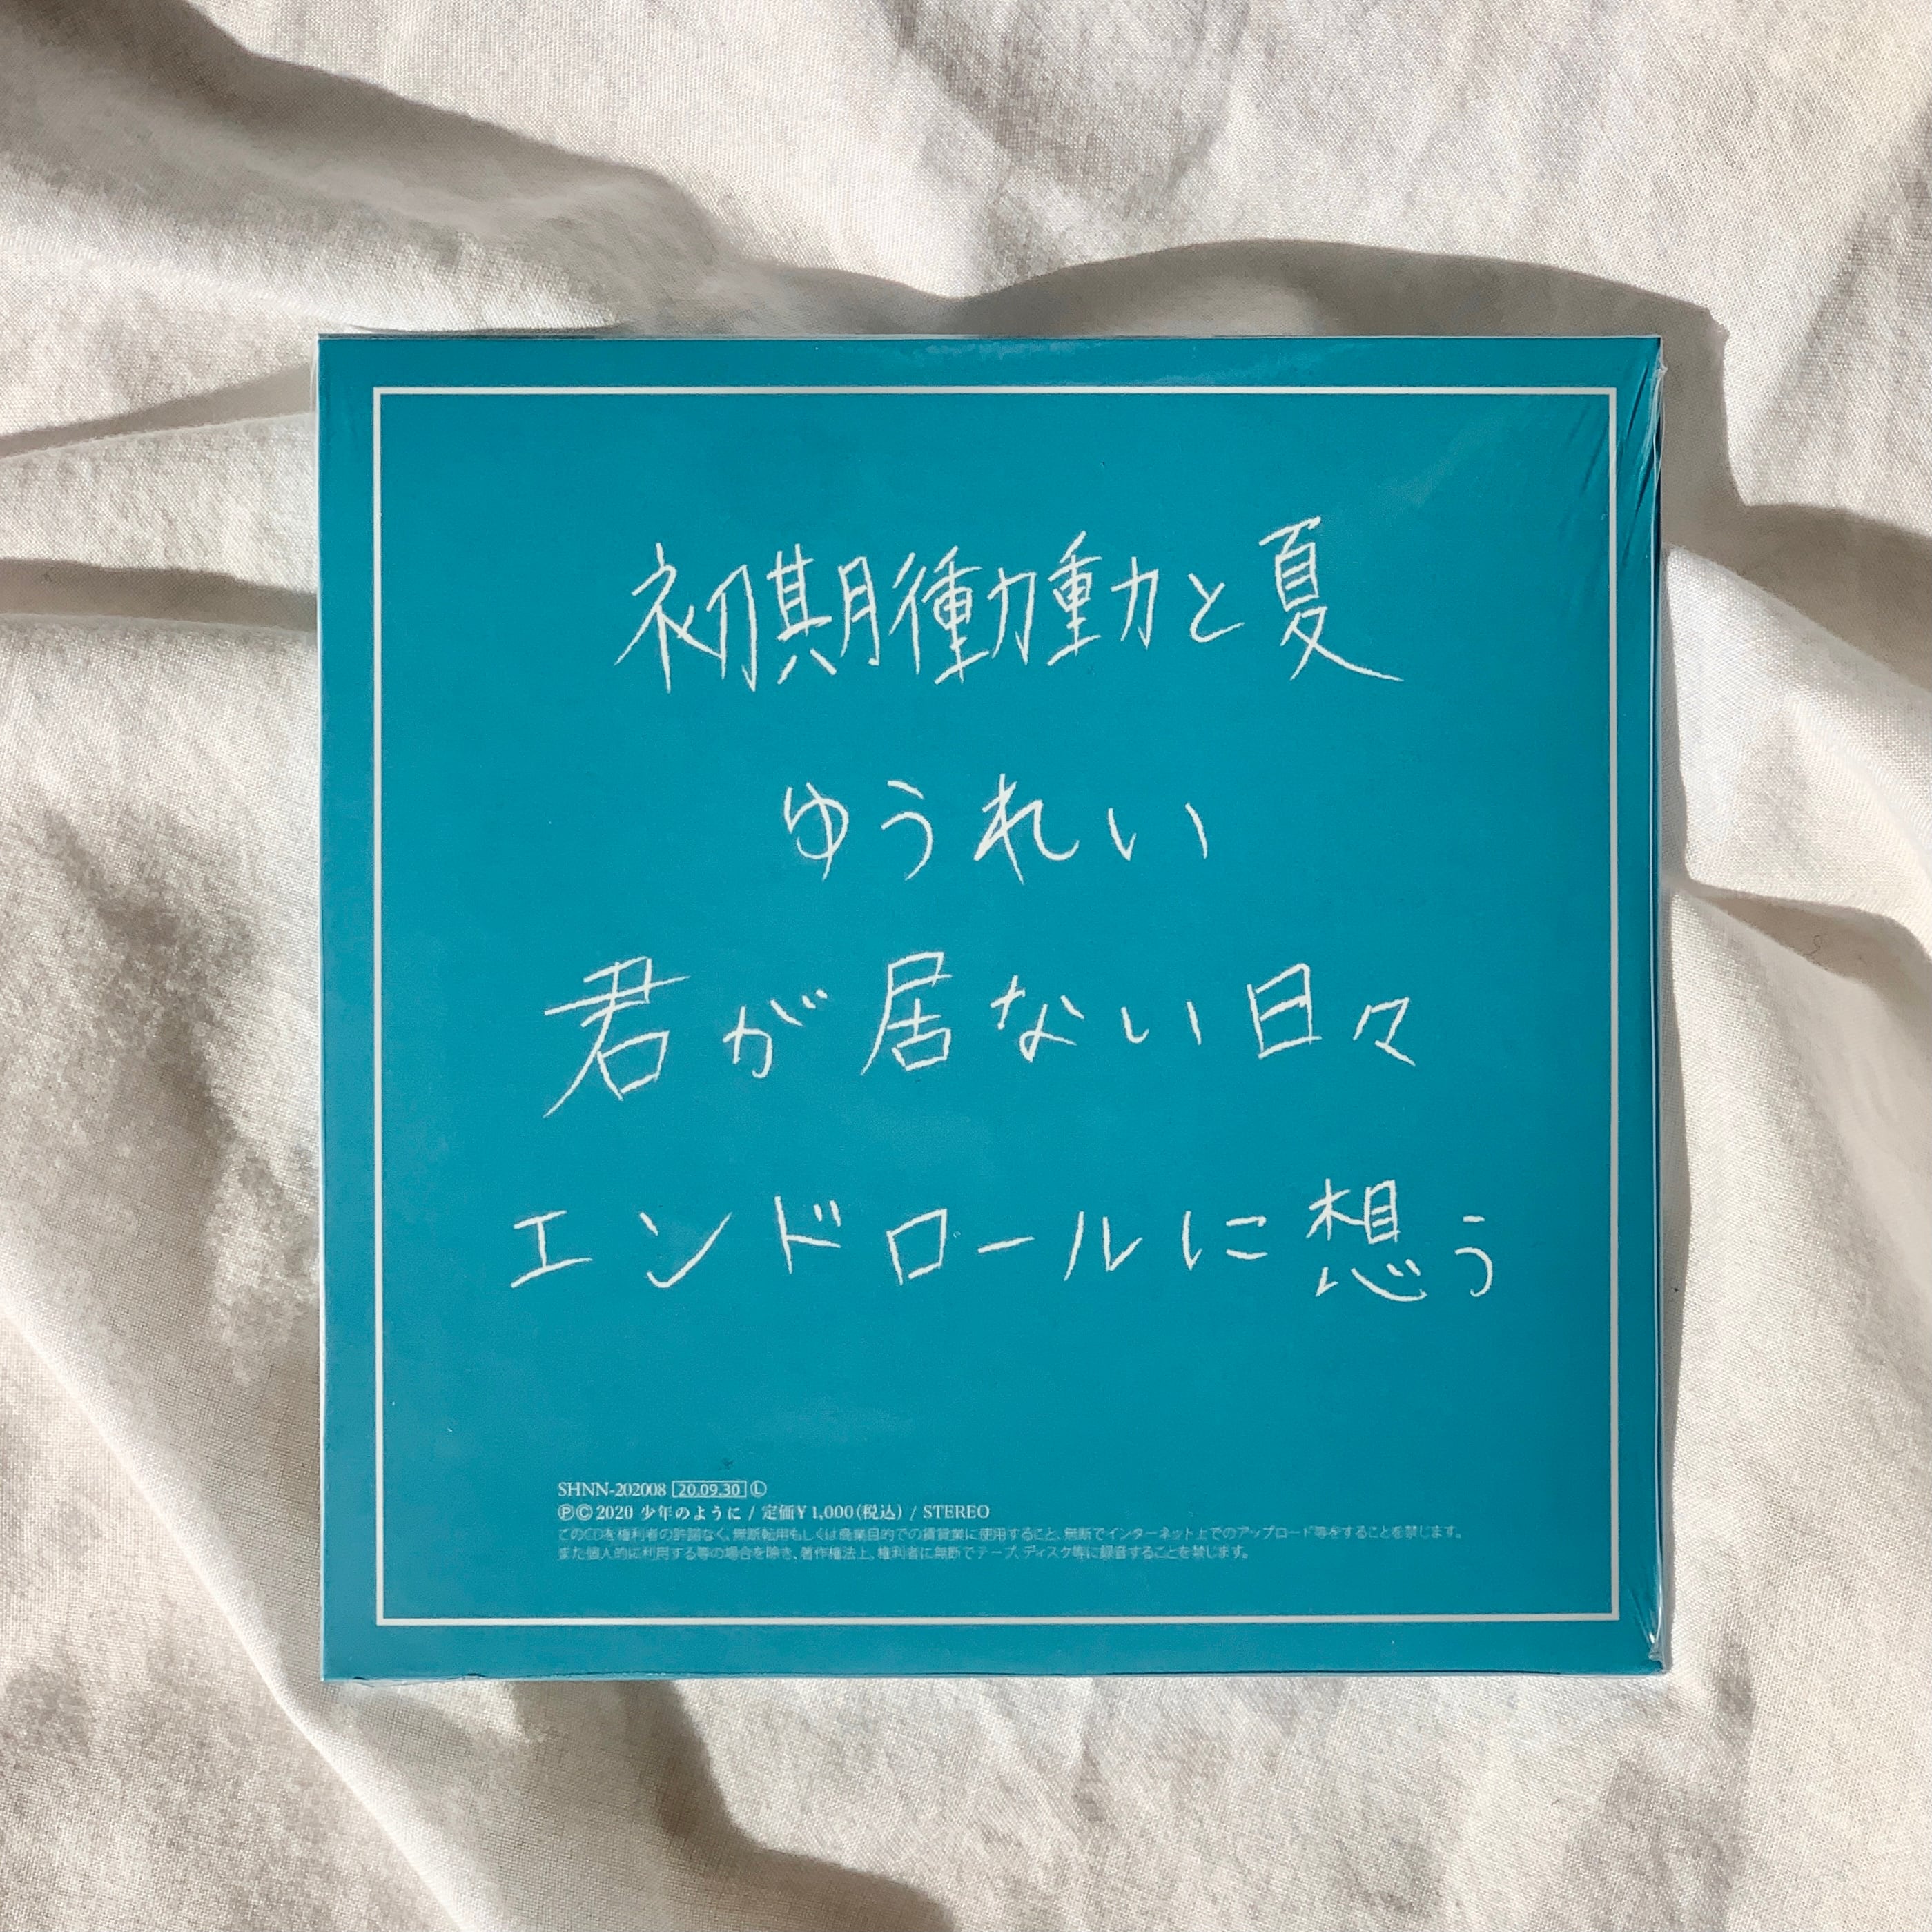 初期衝動動と夏
ゆうれい
君が居ない日々
エンドロールに想う
SHNN-202008 20.09.30 Ⓛ
Ⓟ©2020 少年のように / 定価¥1,000(税込) / STEREO
このCDを権利者の許諾なく、無断転用もしくは商業目的での賃貸業に使用すること、無断でインターネット上でのアップロード等をすることを禁じます。
また個人的に利用する等の場合を除き、著作権法上、権利者に無断でテープ、ディスク等に録音することを禁じます。